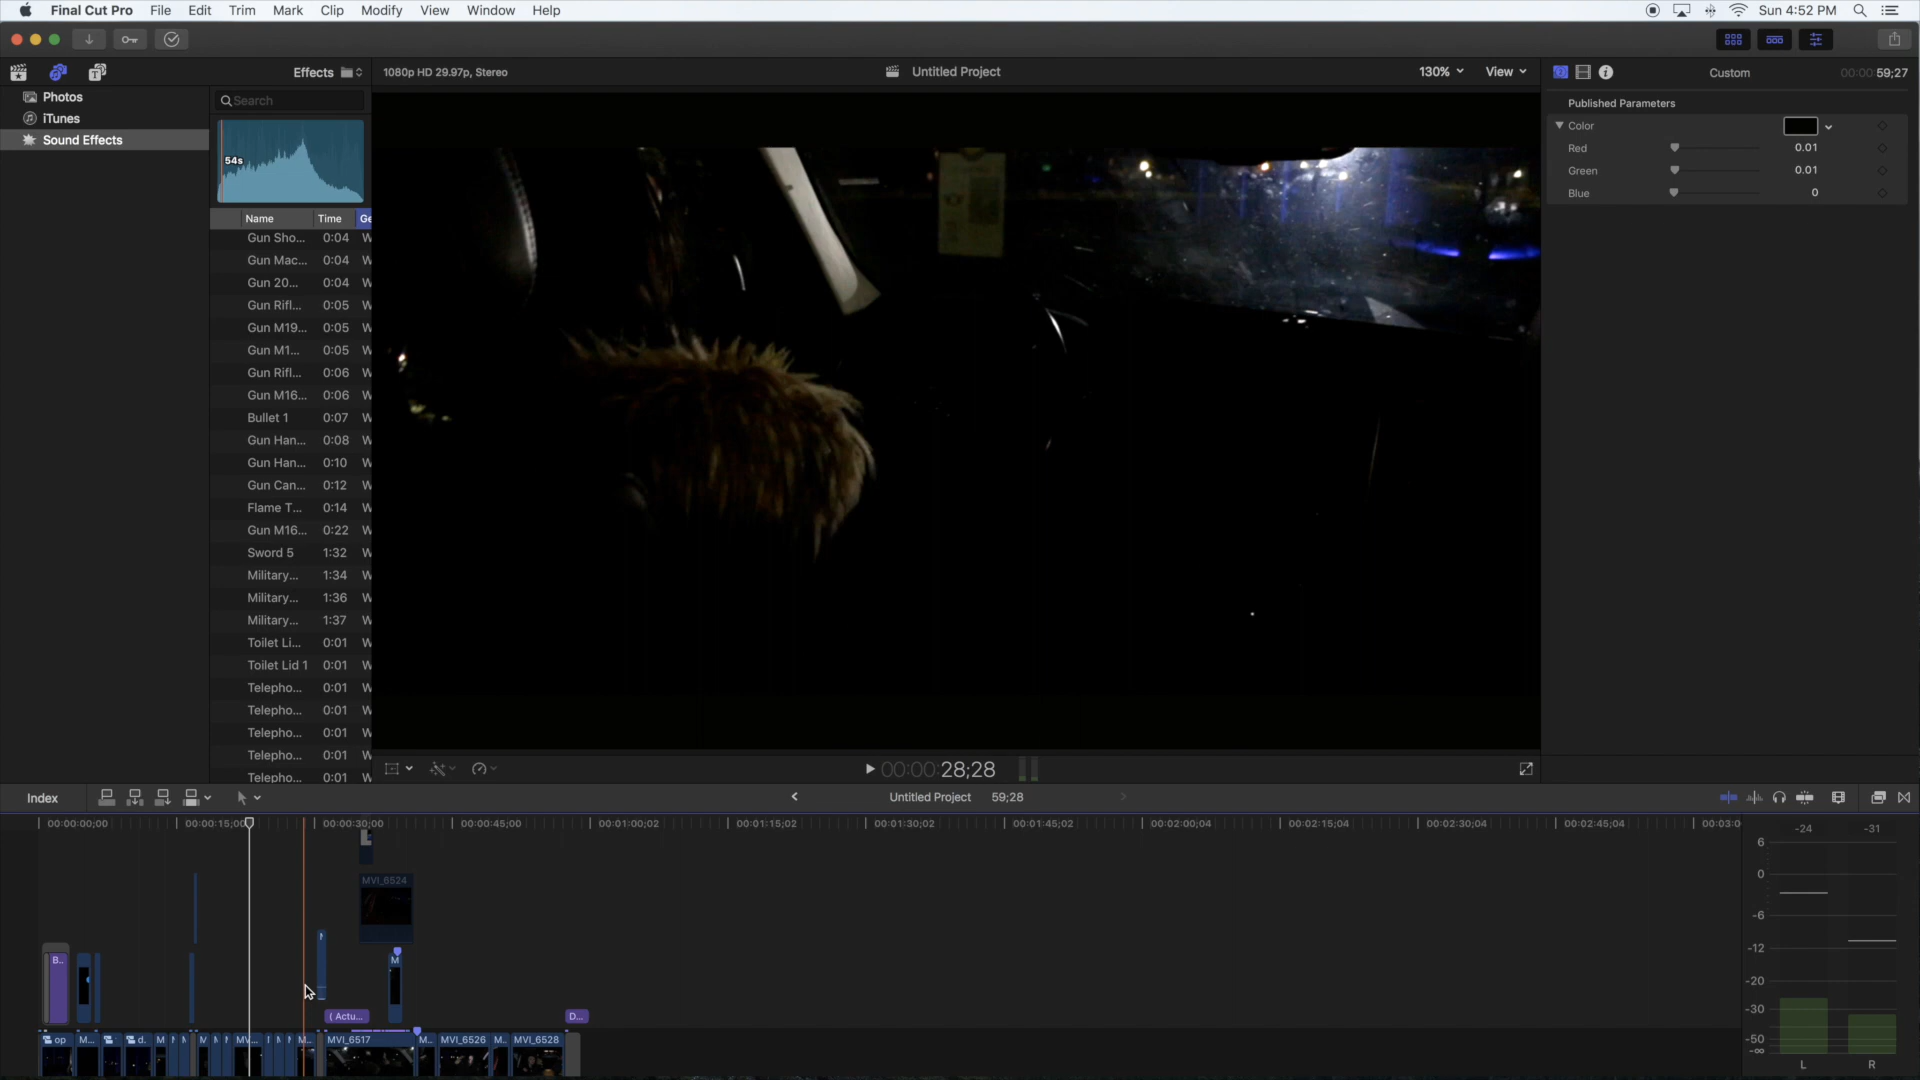 Final Cut Pro File Edit Trim Mark Clip Modify View Window Help Sun 4:52 PM
Effects 1080p HD 29.97p, Stereo Untitled Project 130% View Custom 00:00:59;27
Photos
iTunes
Sound Effects
Search
54s
Name Time Ge
Gun Sho... 0:04 W
Gun Mac... 0:04 W
Gun 20... 0:04 W
Gun Rifl... 0:05 W
Gun M19... 0:05 W
Gun M1... 0:05 W
Gun Rifl... 0:06 W
Gun M16... 0:06 W
Bullet 1 0:07 W
Gun Han... 0:08 W
Gun Han... 0:10 W
Gun Can... 0:12 W
Flame T... 0:14 W
Gun M16... 0:22 W
Sword 5 1:32 W
Military... 1:34 W
Military... 1:36 W
Military... 1:37 W
Toilet Li... 0:01 W
Toilet Lid 1 0:01 W
Telepho... 0:01 W
Telepho... 0:01 W
Telepho... 0:01 W
Telepho... 0:01 W
Telepho... 0:01 W
Published Parameters
Color
Red 0.01
Green 0.01
Blue 0
00:00:28;28
Index Untitled Project 59;28
00:00:00;00 00:00:15;00 00:00:30;00 00:00:45;00 00:01:00;02 00:01:15;02 00:01:30;02 00:01:45;02 00:02:00;04 00:02:15;04 00:02:30;04 00:02:45;04 00:03:0
MVI_6524
B.. M
( Actu... D...
op M... d. M M M M M M MV... M.. MVI_6517 M.. MVI_6526 M.. MVI_6528
-24 -31
6
0
-6
-12
-20
-30
-50
-∞
L R